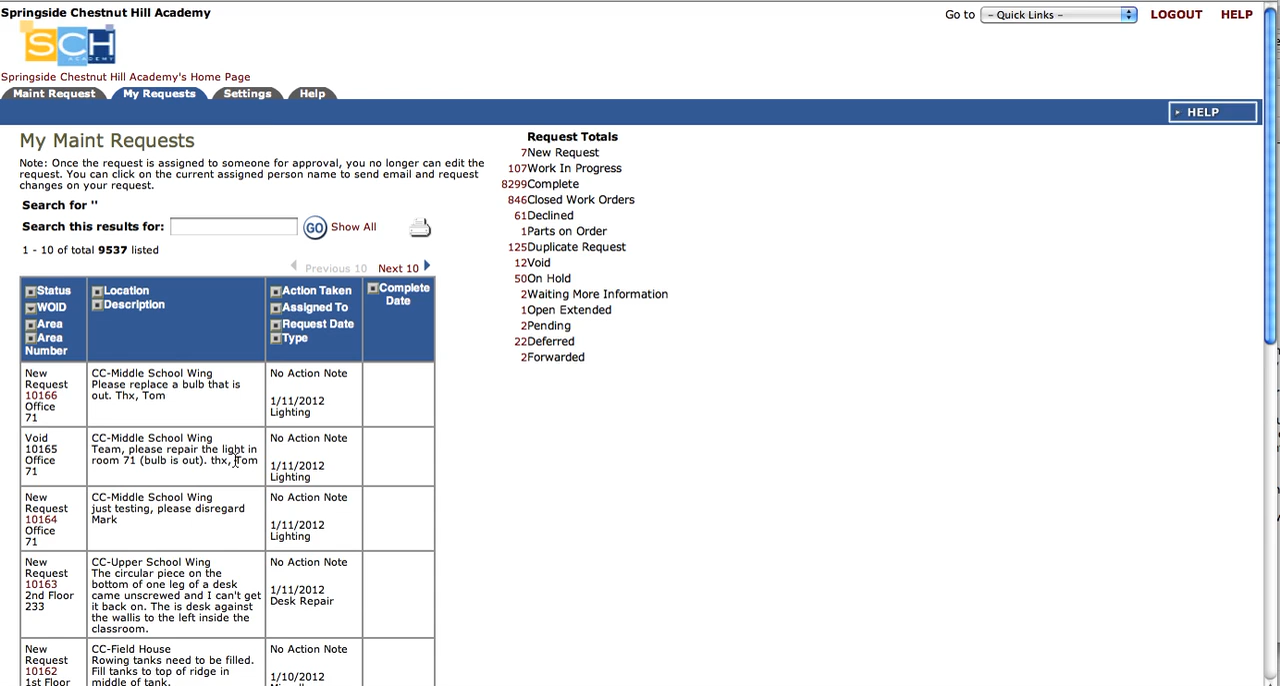 Springside Chestnut Hill Academy
Go to - Quick Links - LOGOUT HELP
SCH
ACADEMY
Springside Chestnut Hill Academy's Home Page
Maint Request My Requests Settings Help
HELP
My Maint Requests
Note: Once the request is assigned to someone for approval, you no longer can edit the
request. You can click on the current assigned person name to send email and request
changes on your request.
Search for ''
Search this results for: GO Show All
1 - 10 of total 9537 listed
Previous 10 Next 10
Request Totals
7New Request
107Work In Progress
8299Complete
846Closed Work Orders
61Declined
1Parts on Order
125Duplicate Request
12Void
50On Hold
2Waiting More Information
1Open Extended
2Pending
22Deferred
2Forwarded
Status
WOID
Area
Area
Number
Location
Description
Action Taken
Assigned To
Request Date
Type
Complete
Date
New
Request
10166
Office
71
CC-Middle School Wing
Please replace a bulb that is
out. Thx, Tom
No Action Note
1/11/2012
Lighting
Void
10165
Office
71
CC-Middle School Wing
Team, please repair the light in
room 71 (bulb is out). thx, Tom
No Action Note
1/11/2012
Lighting
New
Request
10164
Office
71
CC-Middle School Wing
just testing, please disregard
Mark
No Action Note
1/11/2012
Lighting
New
Request
10163
2nd Floor
233
CC-Upper School Wing
The circular piece on the
bottom of one leg of a desk
came unscrewed and I can't get
it back on. The is desk against
the wallis to the left inside the
classroom.
No Action Note
1/11/2012
Desk Repair
New
Request
10162
1st Floor
CC-Field House
Rowing tanks need to be filled.
Fill tanks to top of ridge in
middle of tank.
No Action Note
1/10/2012